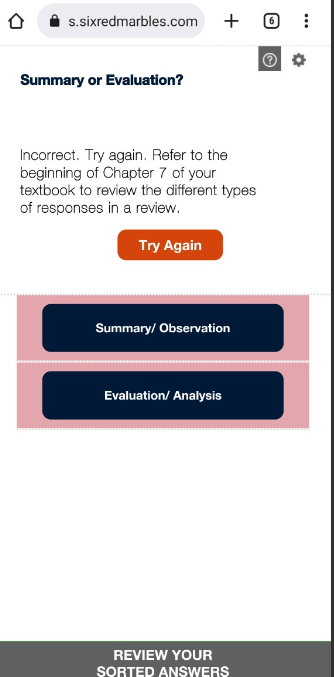 s.sixredmarbles.com
6
Summary or Evaluation?
Incorrect. Try again. Refer to the
beginning of Chapter 7 of your
textbook to review the different types
of responses in a review.
Try Again
Summary/ Observation
Evaluation/ Analysis
REVIEW YOUR
SORTED ANSWERS